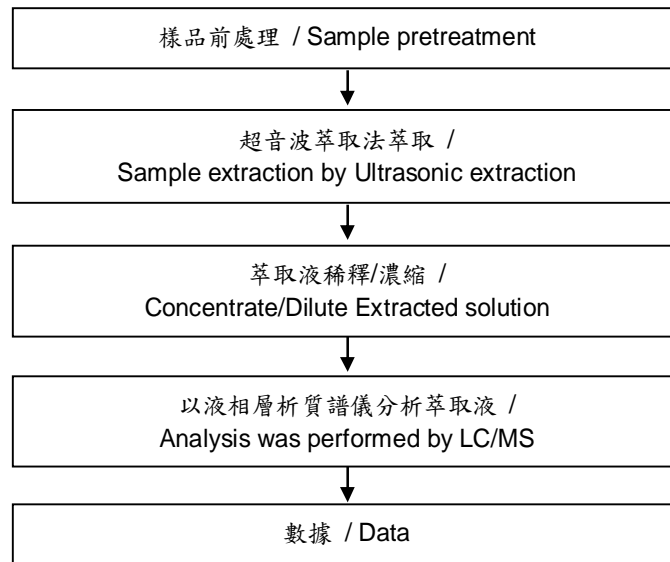 樣品前處理 / Sample pretreatment
超音波萃取法萃取 /
Sample extraction by Ultrasonic extraction
萃取液稀釋/濃縮 /
Concentrate/Dilute Extracted solution
以液相層析質譜儀分析萃取液 /
Analysis was performed by LC/MS
數據 / Data